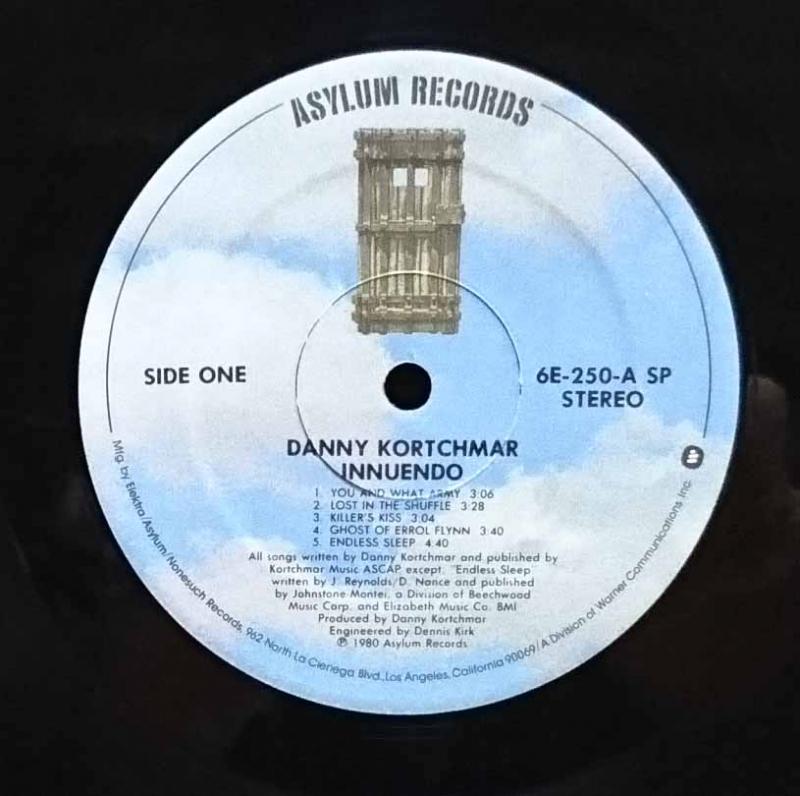 ASYLUM RECORDS
SIDE ONE
6E-250-A SP
STEREO
DANNY KORTCHMAR
INNUENDO
1. YOU AND WHAT ARMY 3:06
2. LOST IN THE SHUFFLE 3:28
3. KILLER'S KISS 3:04
4. GHOST OF ERROL FLYNN 3:40
5. ENDLESS SLEEP 4:40
All songs written by Danny Kortchmar and published by
Kortchmar Music ASCAP except: "Endless Sleep"
written by J. Reynolds/D. Nance and published
by Johnstone Montei, a Division of Beechwood
Music Corp. and Elizabeth Music Co. BMI
Produced by Danny Kortchmar
Engineered by Dennis Kirk
℗ 1980 Asylum Records
Mfg. by Elektra/Asylum/Nonesuch Records, 962 North La Cienega Blvd., Los Angeles, California 90069/A Division of Warner Communications Inc.